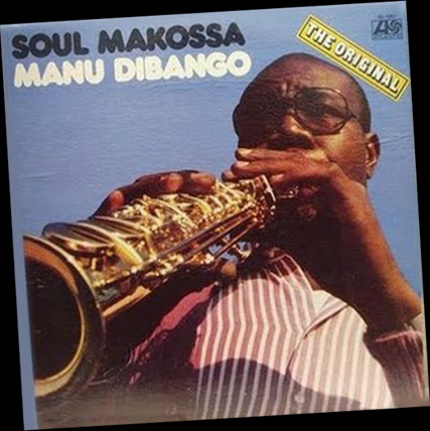 SOUL MAKOSSA
MANU DIBANGO
THE ORIGINAL